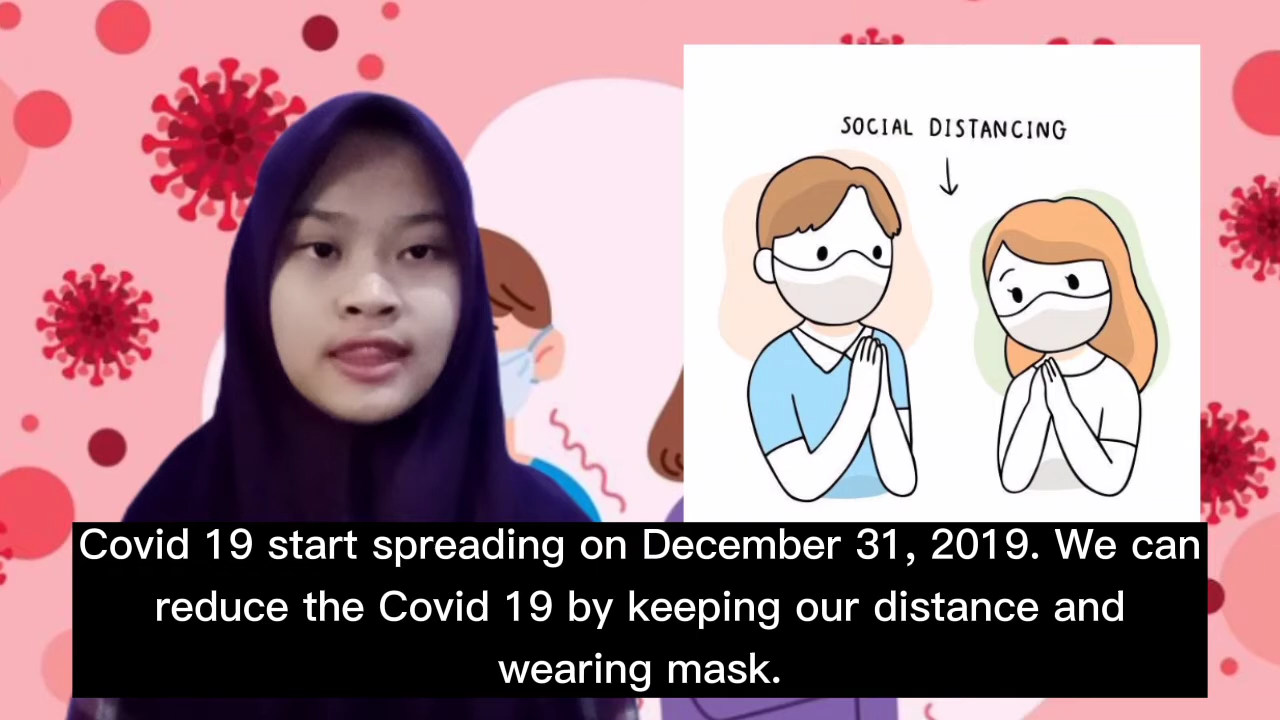 SOCIAL DISTANCING
Covid 19 start spreading on December 31, 2019. We can
reduce the Covid 19 by keeping our distance and
wearing mask.